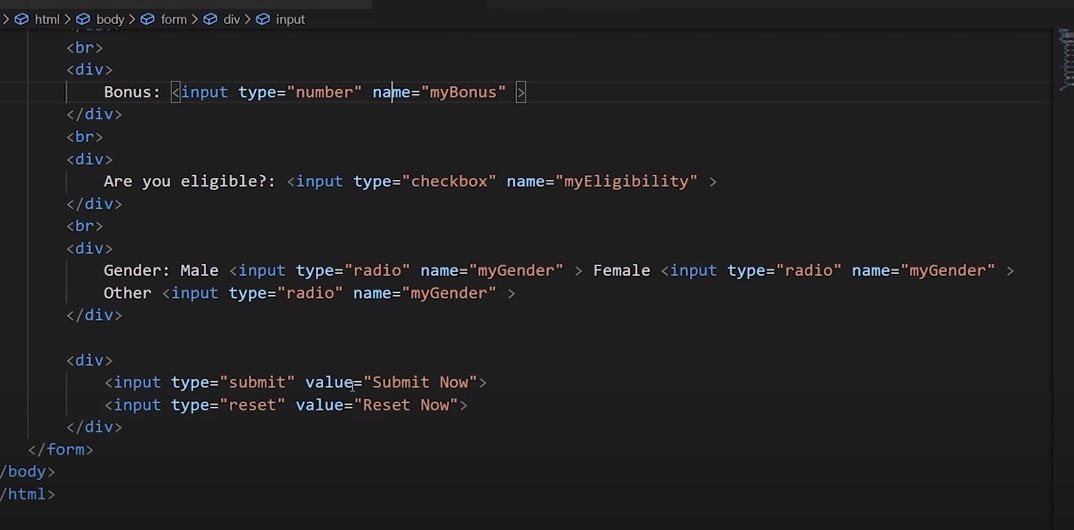 > html > body > form > div > input
</div>
<br>
<div>
Bonus: <input type="number" name="myBonus" >
</div>
<br>
<div>
Are you eligible?: <input type="checkbox" name="myEligibility" >
</div>
<br>
<div>
Gender: Male <input type="radio" name="myGender" > Female <input type="radio" name="myGender" >
Other <input type="radio" name="myGender" >
</div>
<div>
<input type="submit" value="Submit Now">
<input type="reset" value="Reset Now">
</div>
</form>
/body>
/html>